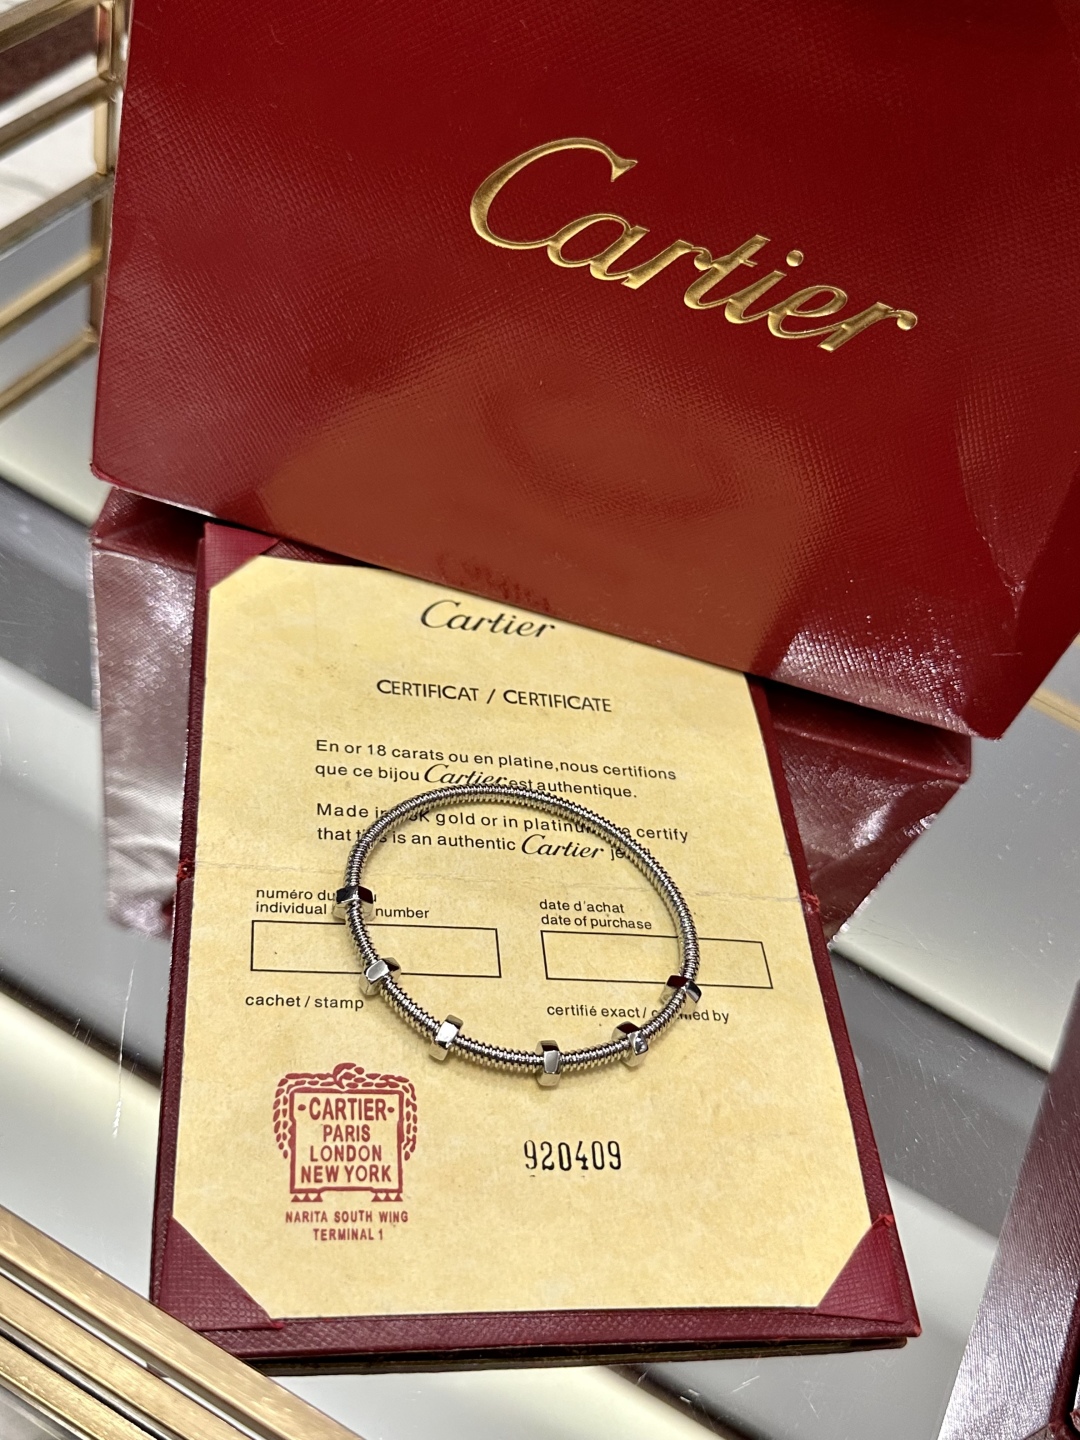 Cartier
Cartier
CERTIFICAT / CERTIFICATE
En or 18 carats ou en platine,nous certifions
que ce bijou Cartier est authentique.
Made gold or in certify
that is an authentic Cartier
numéro
individual number
date d'achat
date of purchase
cachet / stamp
certifié exact / by
·CARTIER·
PARIS
LONDON
NEW YORK
NARITA SOUTH WING
TERMINAL 1
920409